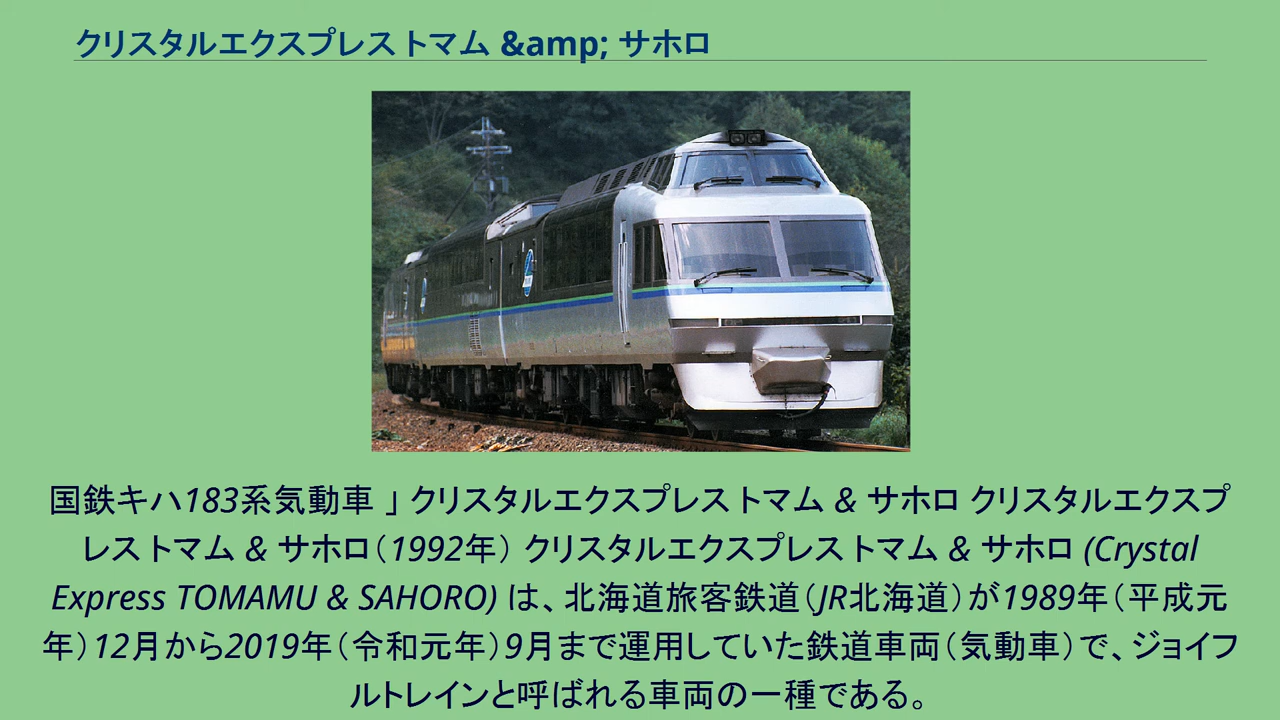 クリスタルエクスプレス トマム &amp; サホロ
国鉄キハ183系気動車 」 クリスタルエクスプレス トマム & サホロ クリスタルエクスプ
レス トマム & サホロ（1992年） クリスタルエクスプレス トマム & サホロ (Crystal
Express TOMAMU & SAHORO) は、北海道旅客鉄道（JR北海道）が1989年（平成元
年）12月から2019年（令和元年）9月まで運用していた鉄道車両（気動車）で、ジョイフ
ルトレインと呼ばれる車両の一種である。